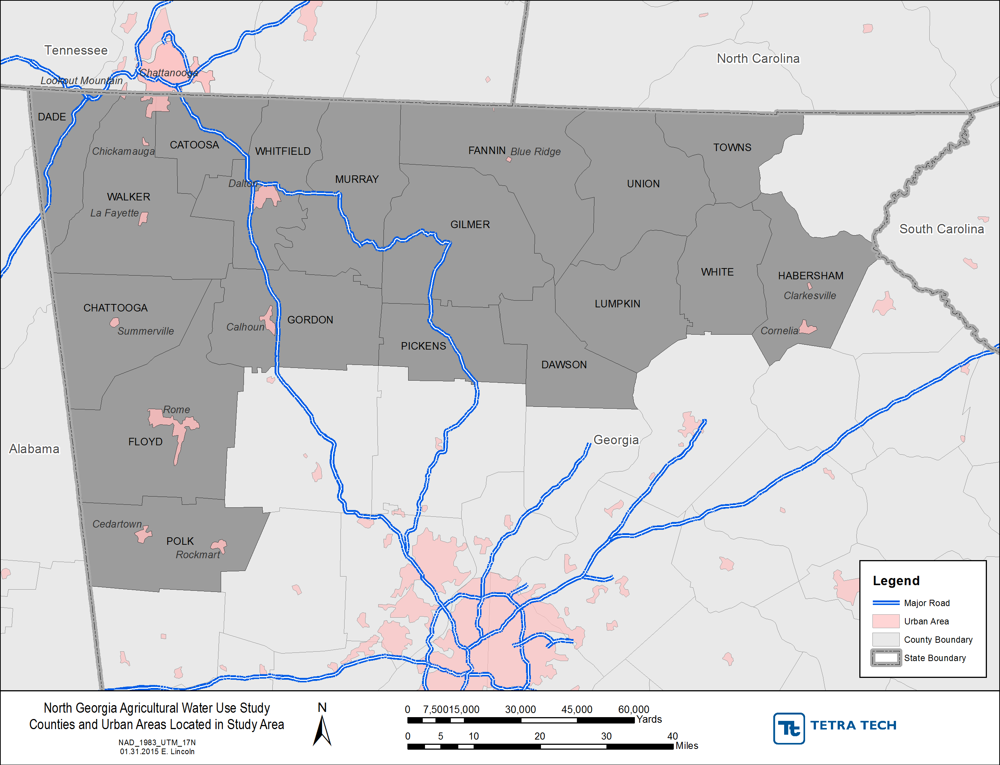 Tennessee
North Carolina
Chattanooga
Lookout Mountain
DADE
Chickamauga
CATOOSA
WHITFIELD
FANNIN
Blue Ridge
TOWNS
MURRAY
Dalton
UNION
WALKER
La Fayette
GILMER
South Carolina
WHITE
HABERSHAM
Clarkesville
LUMPKIN
CHATTOOGA
Summerville
Calhoun
GORDON
Cornelia
PICKENS
DAWSON
Rome
FLOYD
Georgia
Alabama
Cedartown
POLK
Rockmart
Legend
Major Road
Urban Area
County Boundary
State Boundary
North Georgia Agricultural Water Use Study
Counties and Urban Areas Located in Study Area
NAD_1983_UTM_17N
01.31.2015 E. Lincoln
N
0 7,500 15,000 30,000 45,000 60,000
Yards
0 5 10 20 30 40
Miles
Tt TETRA TECH